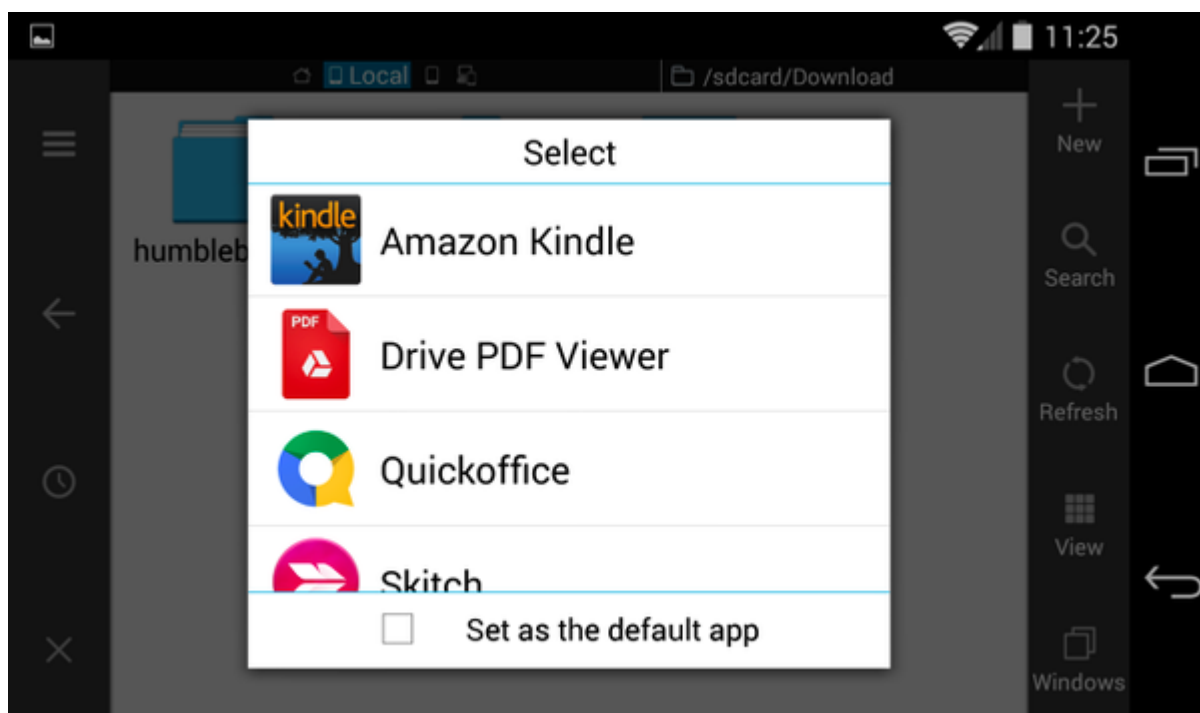 11:25
Local
/sdcard/Download
New
Select
kindle
Amazon Kindle
Search
PDF
Drive PDF Viewer
Refresh
Quickoffice
View
Skitch
Set as the default app
Windows